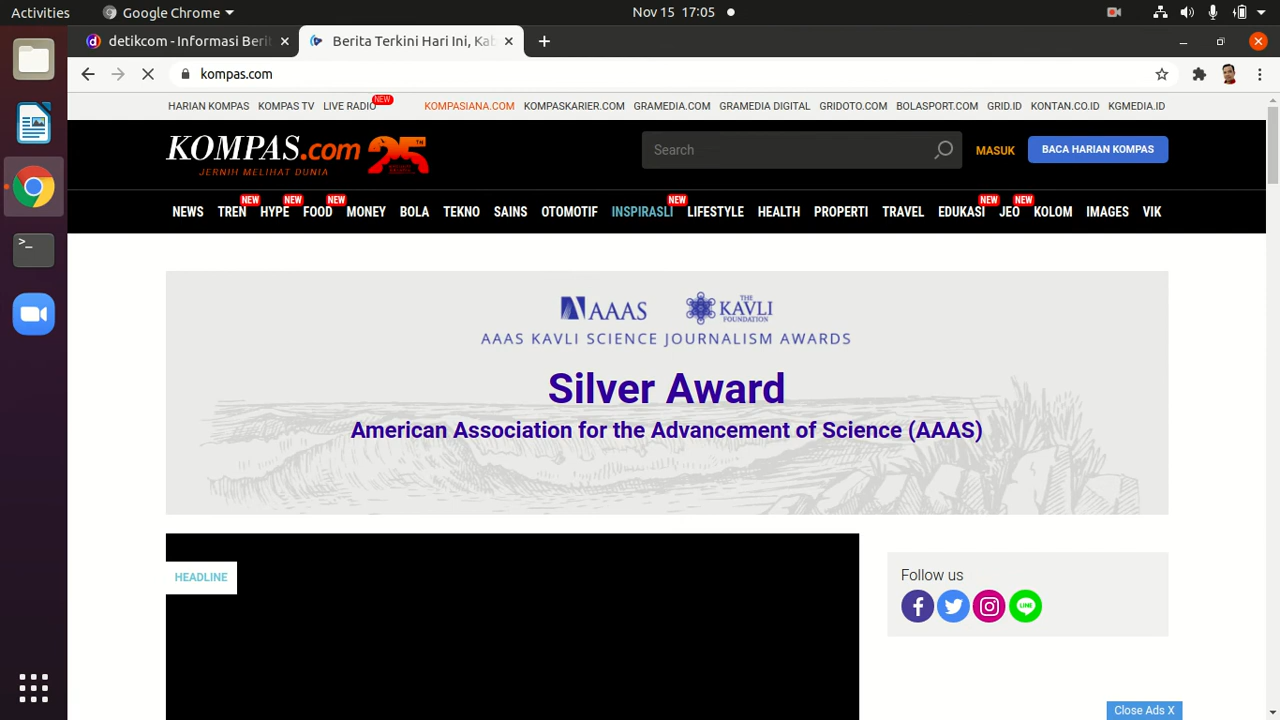 Activities
Google Chrome
Nov 15 17:05
detikcom - Informasi Beri
Berita Terkini Hari Ini, Kab
kompas.com
HARIAN KOMPAS KOMPAS TV LIVE RADIO NEW KOMPASIANA.COM KOMPASKARIER.COM GRAMEDIA.COM GRAMEDIA DIGITAL GRIDOTO.COM BOLASPORT.COM GRID.ID KONTAN.CO.ID KGMEDIA.ID
KOMPAS.com 25 TH
JERNIH MELIHAT DUNIA
Search
MASUK
BACA HARIAN KOMPAS
NEW NEW NEW NEW NEW NEW
NEWS TREN HYPE FOOD MONEY BOLA TEKNO SAINS OTOMOTIF INSPIRASLI LIFESTYLE HEALTH PROPERTI TRAVEL EDUKASI JEO KOLOM IMAGES VIK
AAAS
THE
KAVLI
FOUNDATION
AAAS KAVLI SCIENCE JOURNALISM AWARDS
Silver Award
American Association for the Advancement of Science (AAAS)
HEADLINE
Follow us
LINE
Close Ads X